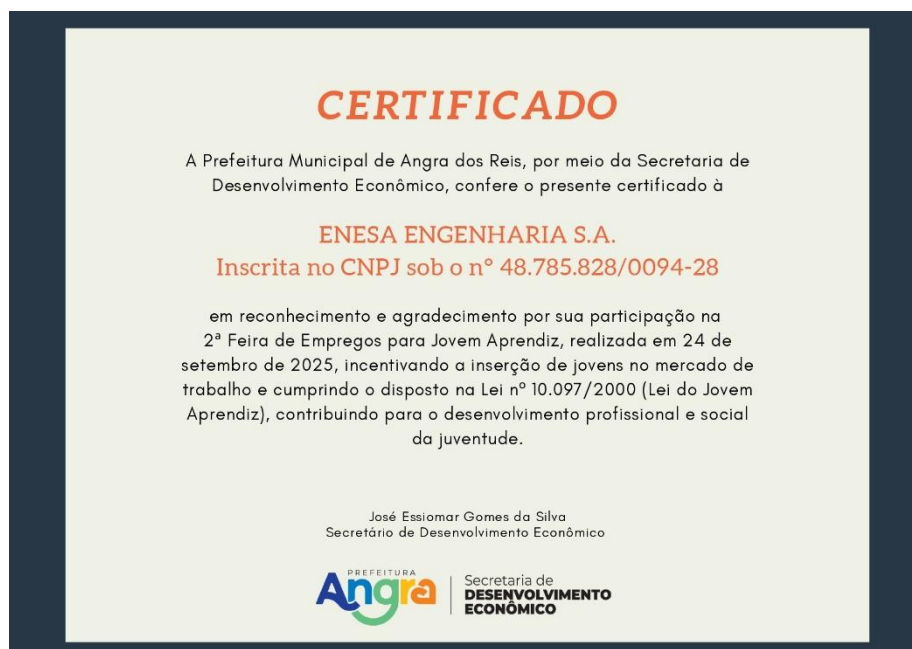 CERTIFICADO
A Prefeitura Municipal de Angra dos Reis, por meio da Secretaria de
Desenvolvimento Econômico, confere o presente certificado à
ENESA ENGENHARIA S.A.
Inscrita no CNPJ sob o nº 48.785.828/0094-28
em reconhecimento e agradecimento por sua participação na
2ª Feira de Empregos para Jovem Aprendiz, realizada em 24 de
setembro de 2025, incentivando a inserção de jovens no mercado de
trabalho e cumprindo o disposto na Lei nº 10.097/2000 (Lei do Jovem
Aprendiz), contribuindo para o desenvolvimento profissional e social
da juventude.
José Essiomar Gomes da Silva
Secretário de Desenvolvimento Econômico
PREFEITURA
Angra
Secretaria de
DESENVOLVIMENTO
ECONÔMICO